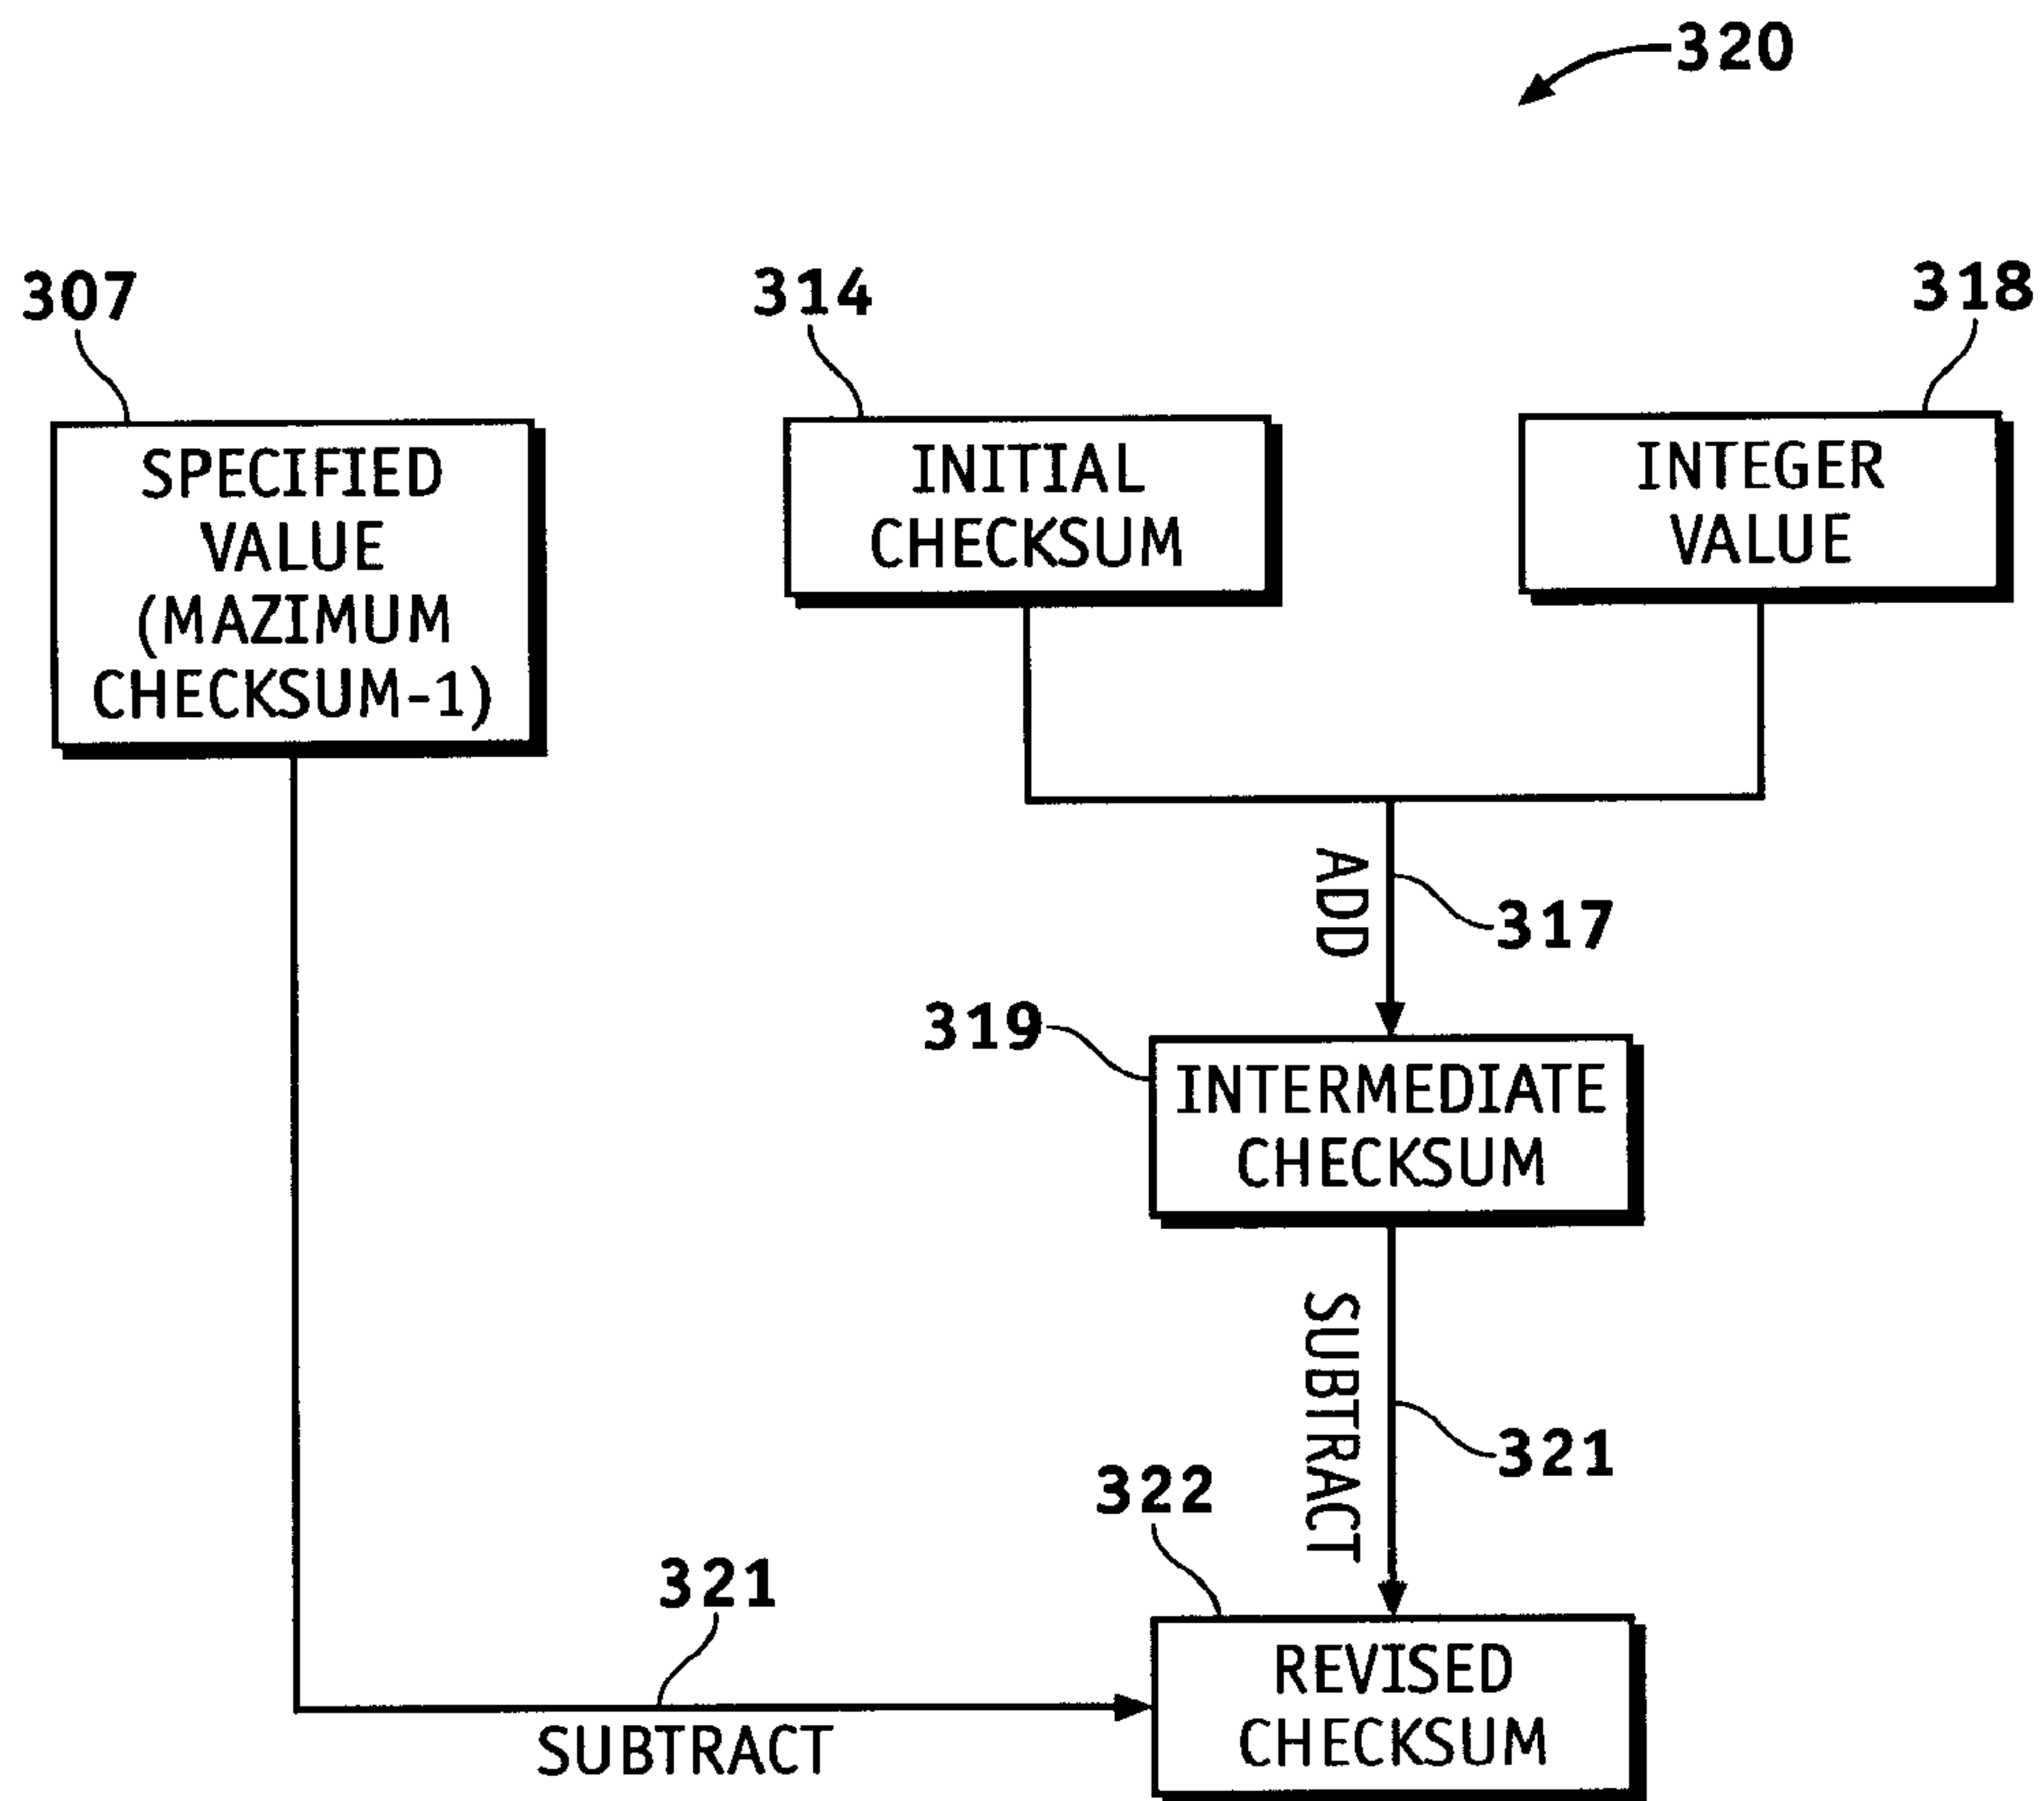 320
307
314
318
SPECIFIED
VALUE
(MAZIMUM
CHECKSUM-1)
INITIAL
CHECKSUM
INTEGER
VALUE
ADD
317
319
INTERMEDIATE
CHECKSUM
SUBTRACT
321
322
321
SUBTRACT
REVISED
CHECKSUM